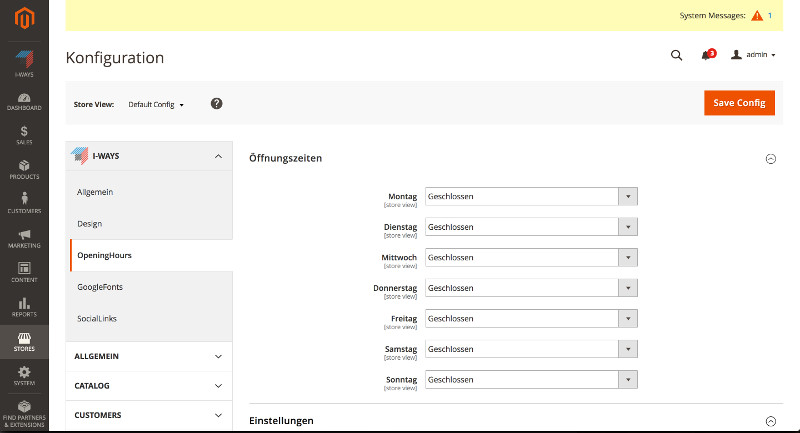 System Messages: 1
Konfiguration
3
admin
Store View: Default Config
?
Save Config
I-WAYS
DASHBOARD
$
SALES
PRODUCTS
CUSTOMERS
MARKETING
CONTENT
REPORTS
STORES
SYSTEM
FIND PARTNERS
& EXTENSIONS
I-WAYS
Allgemein
Design
OpeningHours
GoogleFonts
SocialLinks
ALLGEMEIN
CATALOG
CUSTOMERS
Öffnungszeiten
Montag Geschlossen
[store view]
Dienstag Geschlossen
[store view]
Mittwoch Geschlossen
[store view]
Donnerstag Geschlossen
[store view]
Freitag Geschlossen
[store view]
Samstag Geschlossen
[store view]
Sonntag Geschlossen
[store view]
Einstellungen